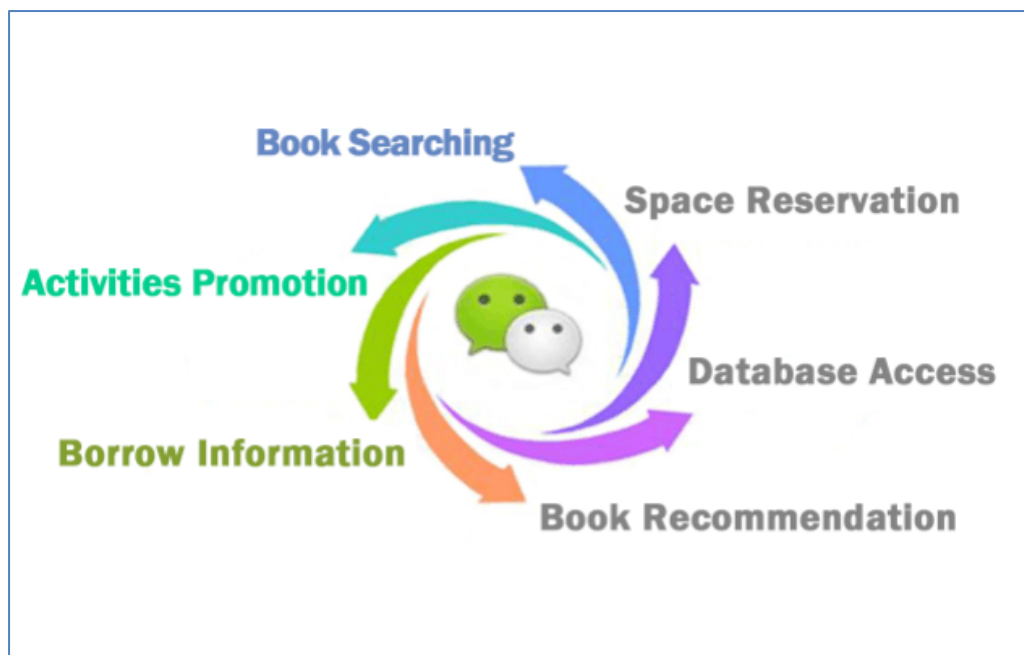 Book Searching
Space Reservation
Activities Promotion
Database Access
Borrow Information
Book Recommendation